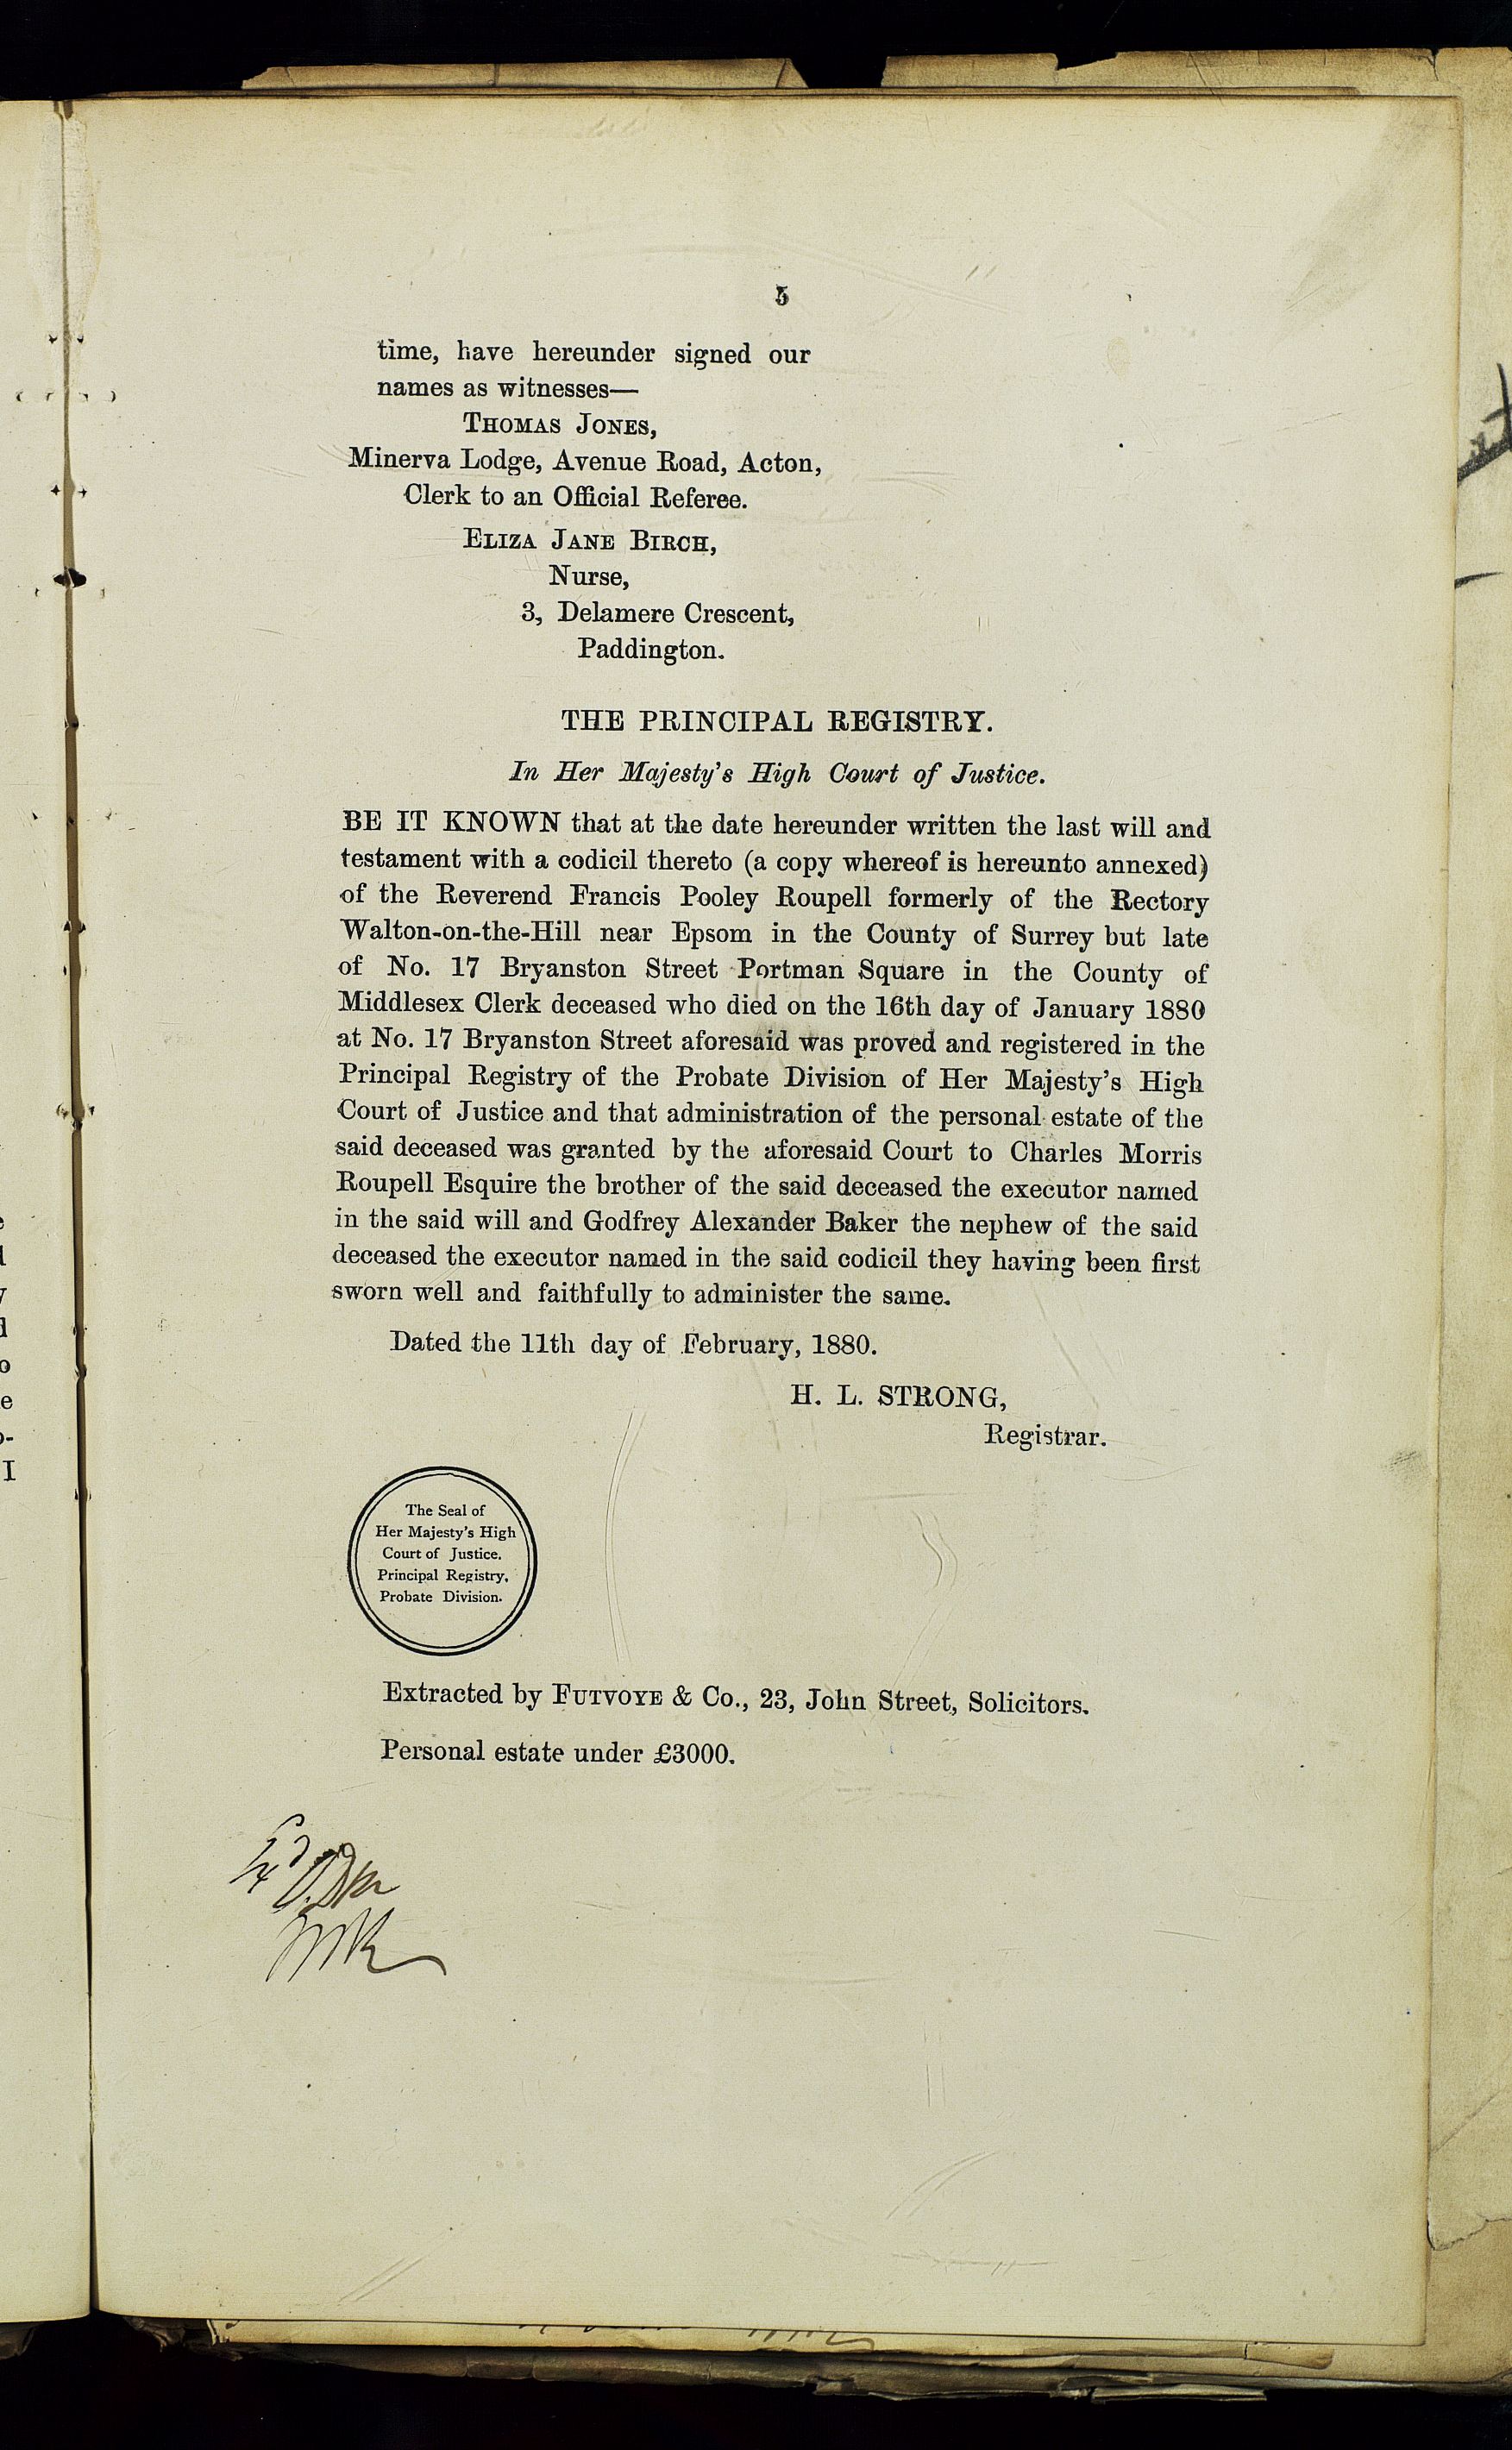 5
time, have hereunder signed our
names as witnesses—
THOMAS JONES,
Minerva Lodge, Avenue Road, Acton,
Clerk to an Official Referee.
ELIZA JANE BIRCH,
Nurse,
3, Delamere Crescent,
Paddington.
THE PRINCIPAL REGISTRY.
In Her Majesty's High Court of Justice.
BE IT KNOWN that at the date hereunder written the last will and
testament with a codicil thereto (a copy whereof is hereunto annexed)
of the Reverend Francis Pooley Roupell formerly of the Rectory
Walton-on-the-Hill near Epsom in the County of Surrey but late
of No. 17 Bryanston Street Portman Square in the County of
Middlesex Clerk deceased who died on the 16th day of January 1880
at No. 17 Bryanston Street aforesaid was proved and registered in the
Principal Registry of the Probate Division of Her Majesty's High
Court of Justice and that administration of the personal estate of the
said deceased was granted by the aforesaid Court to Charles Morris
Roupell Esquire the brother of the said deceased the executor named
in the said will and Godfrey Alexander Baker the nephew of the said
deceased the executor named in the said codicil they having been first
sworn well and faithfully to administer the same.
Dated the 11th day of February, 1880.
H. L. STRONG,
Registrar.
The Seal of
Her Majesty's High
Court of Justice.
Principal Registry,
Probate Division.
Extracted by FUTVOYE & Co., 23, John Street, Solicitors.
Personal estate under £3000.